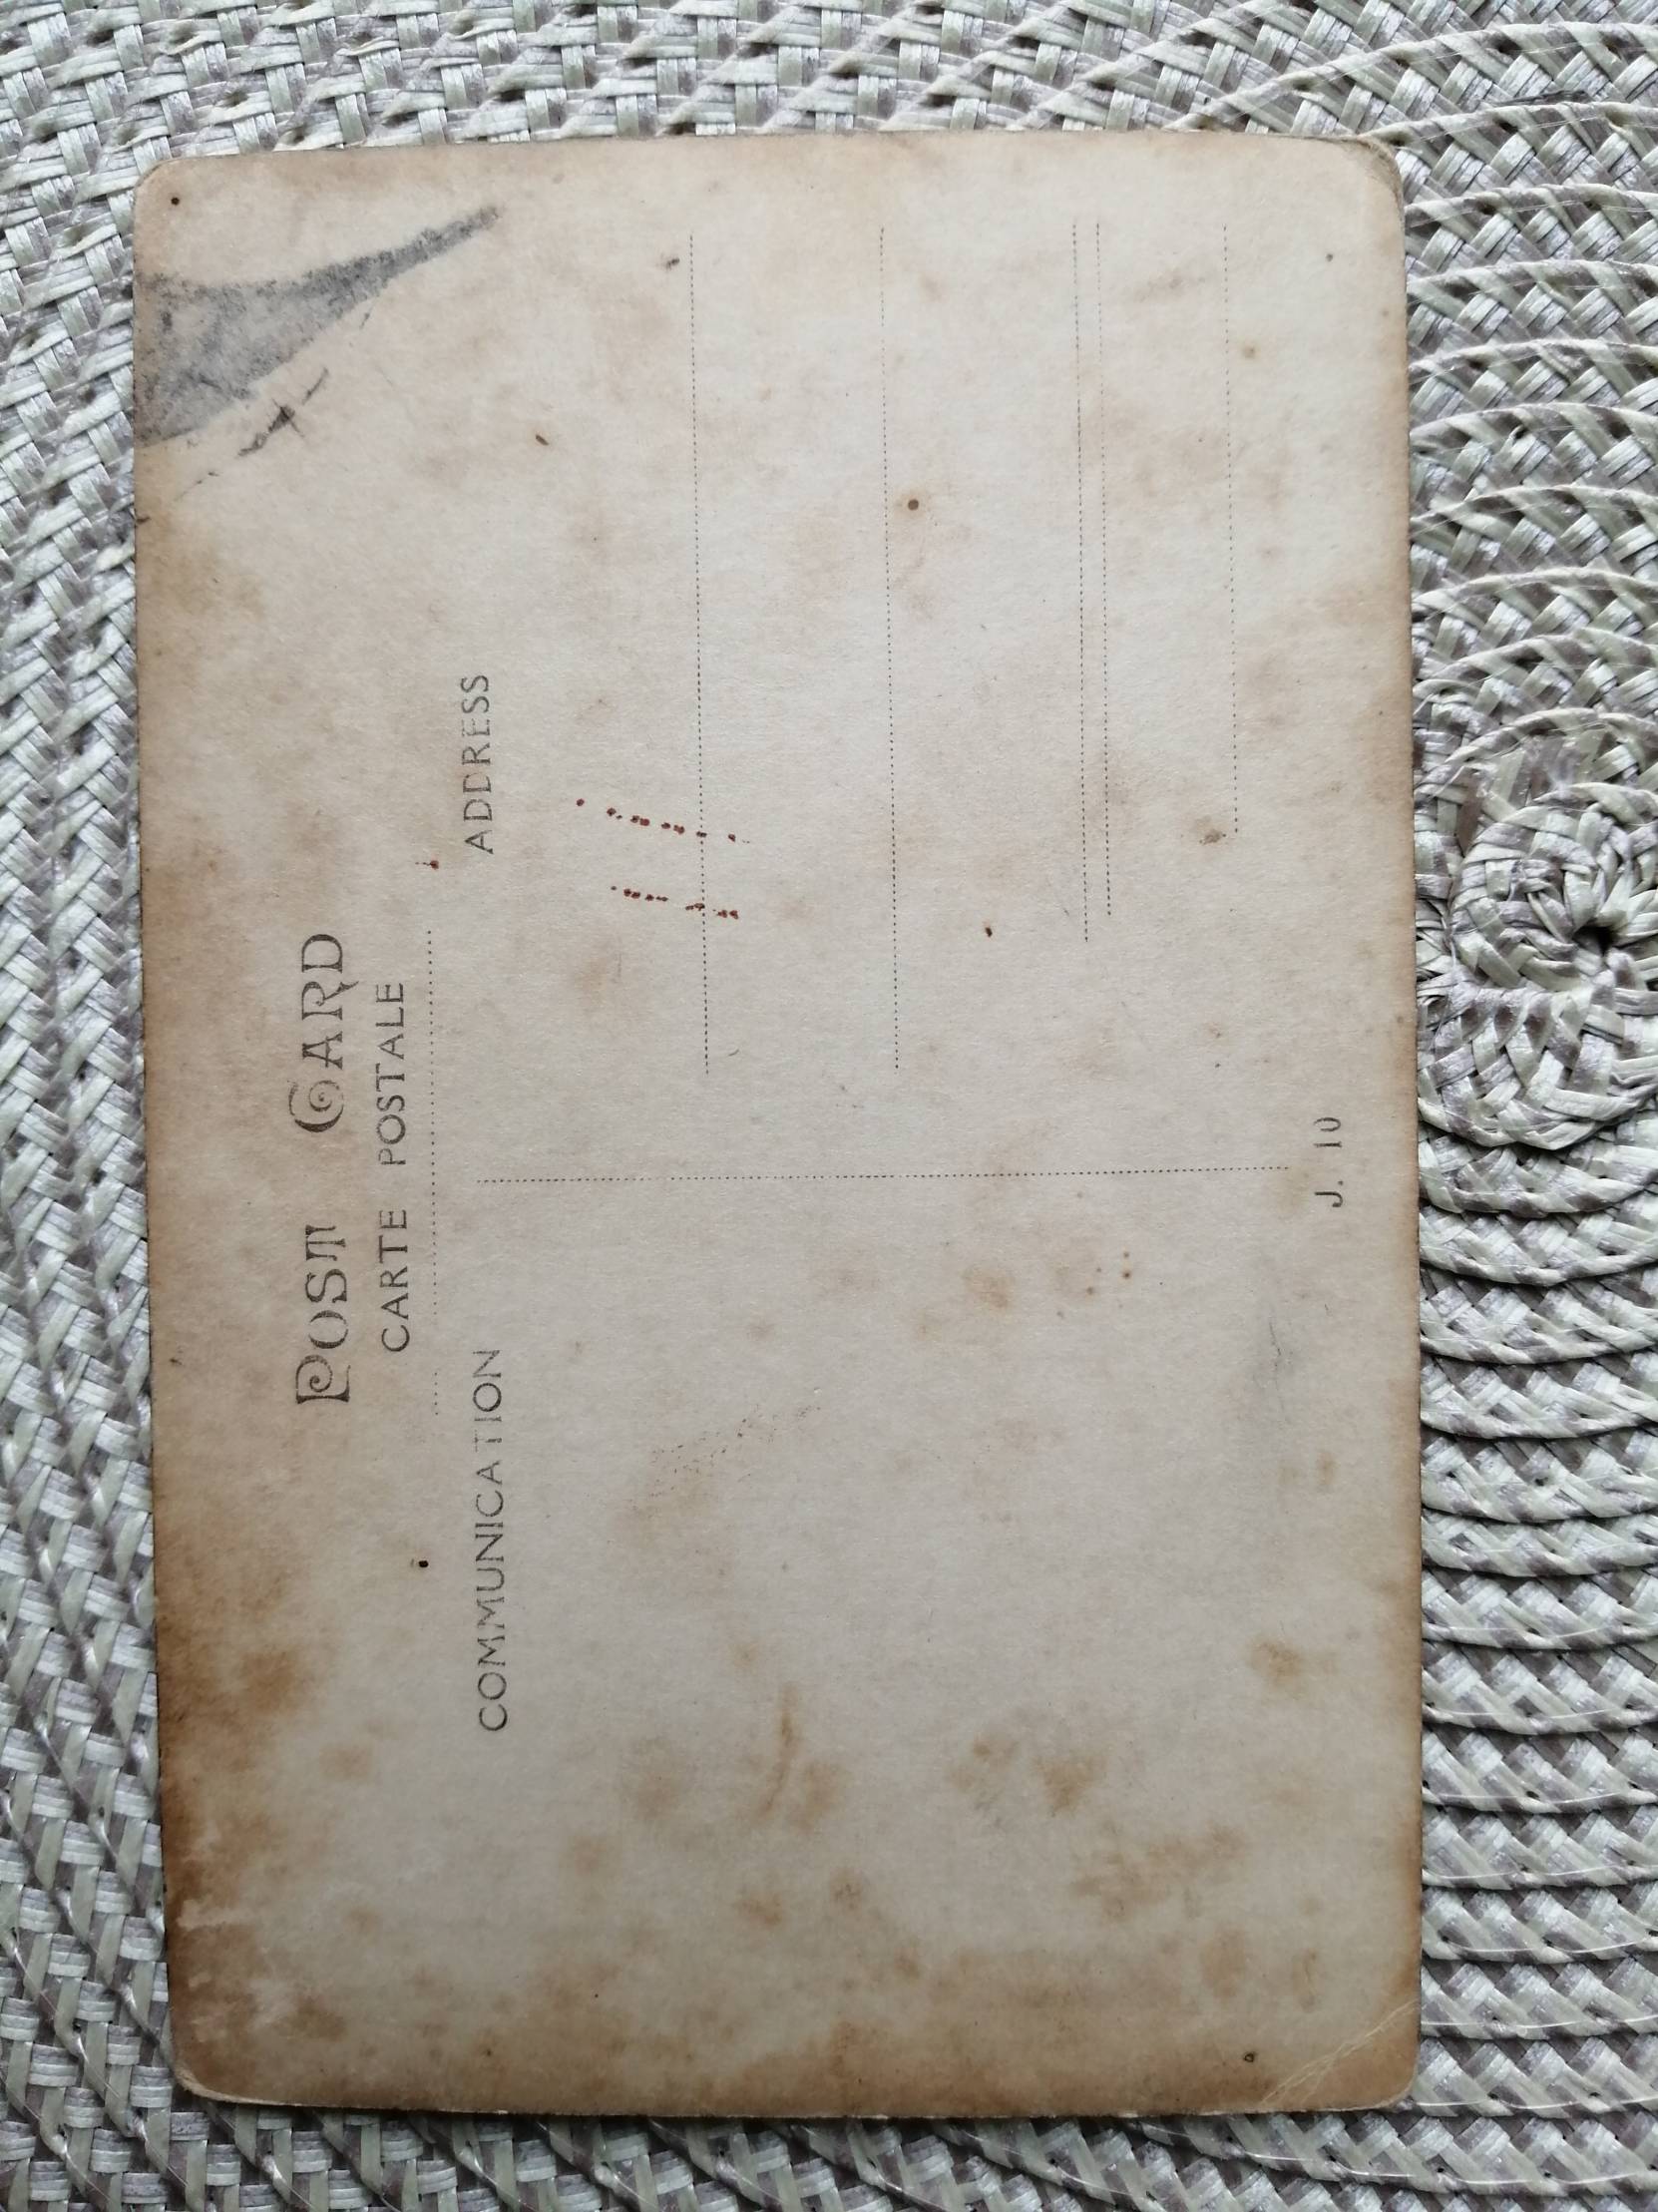 POST CARD
CARTE POSTALE
COMMUNICATION
ADDRESS
J. 10